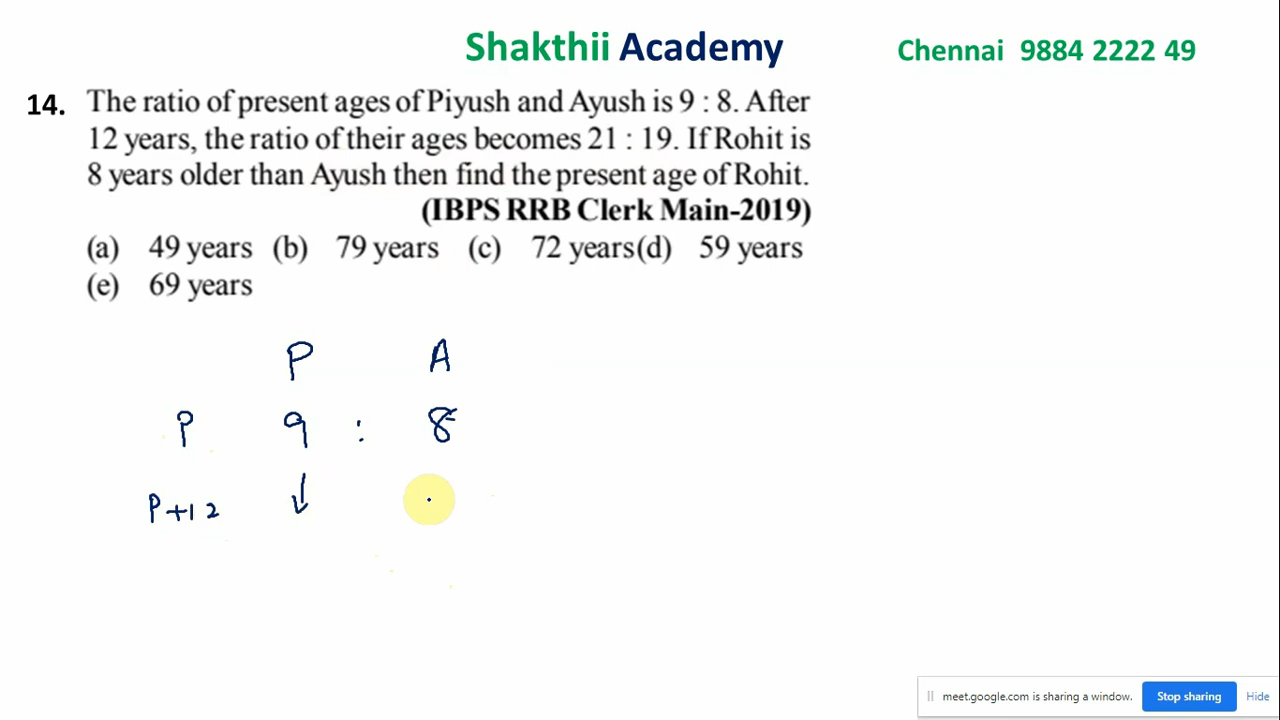 Shakthii Academy Chennai 9884 2222 49
14. The ratio of present ages of Piyush and Ayush is 9 : 8. After
12 years, the ratio of their ages becomes 21 : 19. If Rohit is
8 years older than Ayush then find the present age of Rohit.
(IBPS RRB Clerk Main-2019)
(a) 49 years (b) 79 years (c) 72 years(d) 59 years
(e) 69 years
P A
P 9 : 8
P+12
meet.google.com is sharing a window. Stop sharing Hide